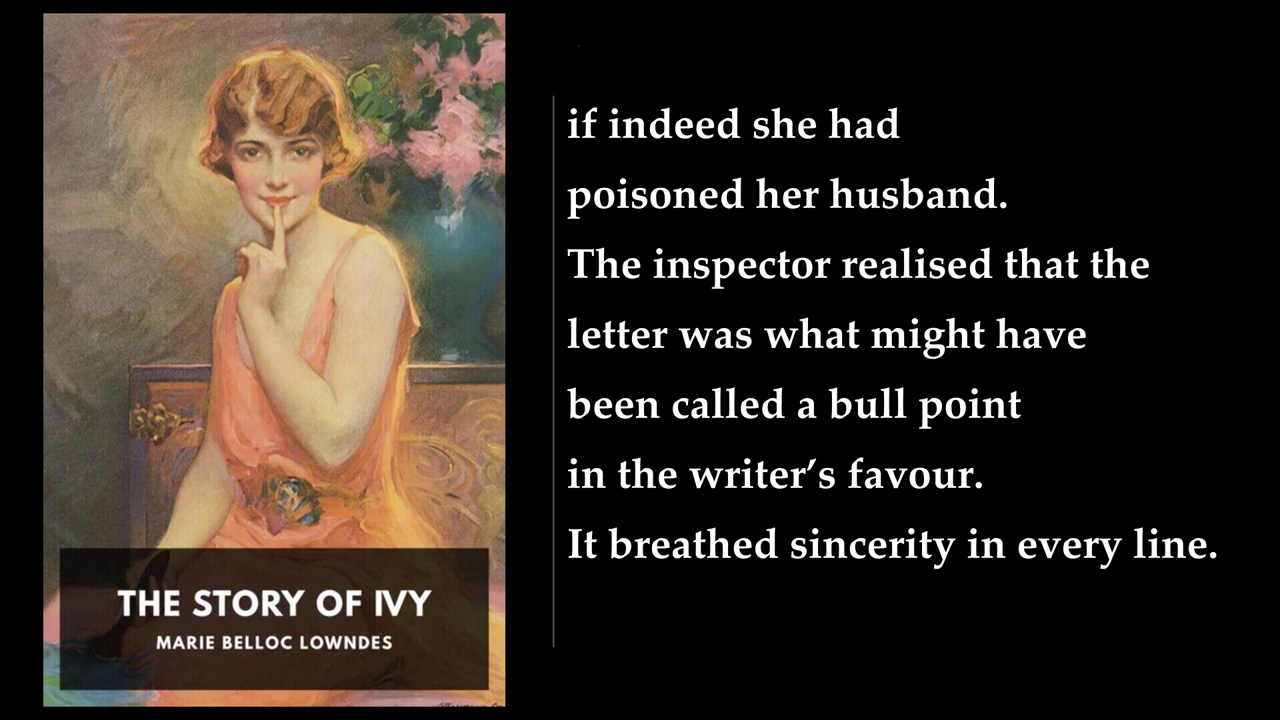 if indeed she had
poisoned her husband.
The inspector realised that the
letter was what might have
been called a bull point
in the writer’s favour.
It breathed sincerity in every line.
THE STORY OF IVY
MARIE BELLOC LOWNDES